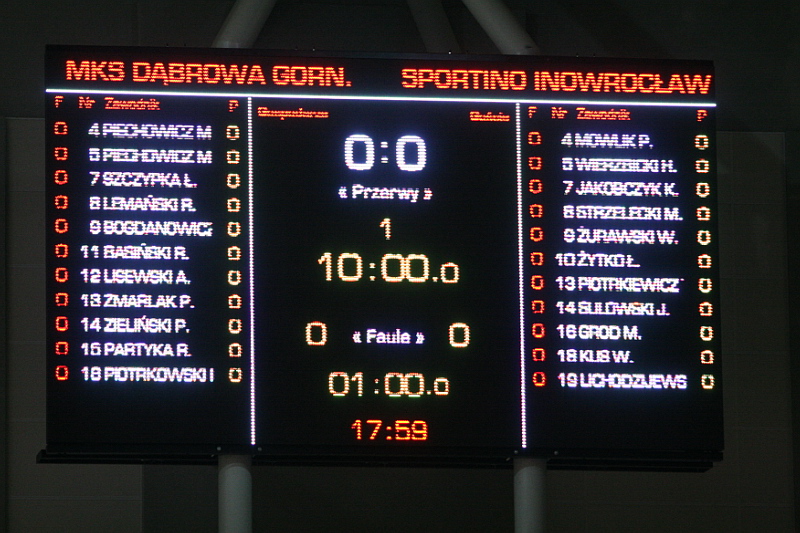 MKS DĄBROWA GORN. SPORTINO INOWROCŁAW
F Nr Zawodnik P
0 4 PIECHOWICZ M 0
0 5 PIECHOWICZ M 0
0 7 SZCZYPKA Ł. 0
0 8 LEMAŃSKI R. 0
0 9 BOGDANOWICZ 0
0 11 BASIŃSKI R. 0
0 12 LISEWSKI A. 0
0 13 ZMARLAK P. 0
0 14 ZIELIŃSKI P. 0
0 15 PARTYKA R. 0
0 16 PIOTRKOWSKI 0
Gospodarze Goście
0:0
« Przerwy »
1
10:00.0
0 « Faule » 0
01:00.0
17:59
F Nr Zawodnik P
0 4 MOWLIK P. 0
0 5 WIERZBICKI H. 0
0 7 JAKOBCZYK K. 0
0 8 STRZELECKI M. 0
0 9 ŻURAWSKI W. 0
0 10 ŻYTKO Ł. 0
0 13 PIOTRKIEWICZ 0
0 14 SULOWSKI J. 0
0 16 GROD M. 0
0 18 KUS W. 0
0 19 LICHODZIJEWS 0